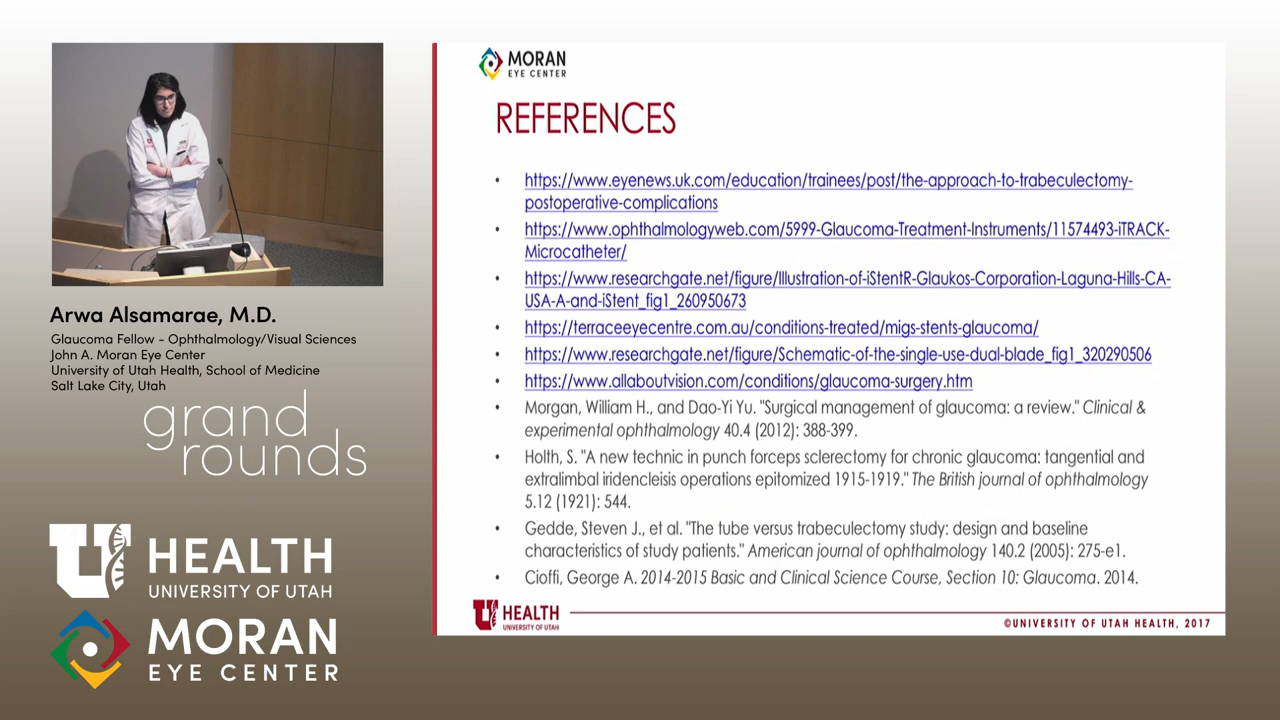 Arwa Alsamarae, M.D.
Glaucoma Fellow - Ophthalmology/Visual Sciences
John A. Moran Eye Center
University of Utah Health, School of Medicine
Salt Lake City, Utah
grand
rounds
U HEALTH
UNIVERSITY OF UTAH
MORAN
EYE CENTER
MORAN
EYE CENTER
REFERENCES
• https://www.eyenews.uk.com/education/trainees/post/the-approach-to-trabeculectomy-
postoperative-complications
• https://www.ophthalmologyweb.com/5999-Glaucoma-Treatment-Instruments/11574493-iTRACK-
Microcatheter/
• https://www.researchgate.net/figure/Illustration-of-iStentR-Glaukos-Corporation-Laguna-Hills-CA-
USA-A-and-iStent_fig1_260950673
• https://terraceeyecentre.com.au/conditions-treated/migs-stents-glaucoma/
• https://www.researchgate.net/figure/Schematic-of-the-single-use-dual-blade_fig1_320290506
• https://www.allaboutvision.com/conditions/glaucoma-surgery.htm
• Morgan, William H., and Dao-Yi Yu. "Surgical management of glaucoma: a review." Clinical &
experimental ophthalmology 40.4 (2012): 388-399.
• Holth, S. "A new technic in punch forceps sclerectomy for chronic glaucoma: tangential and
extralimbal iridencleisis operations epitomized 1915-1919." The British journal of ophthalmology
5.12 (1921): 544.
• Gedde, Steven J., et al. "The tube versus trabeculectomy study: design and baseline
characteristics of study patients." American journal of ophthalmology 140.2 (2005): 275-e1.
• Cioffi, George A. 2014-2015 Basic and Clinical Science Course, Section 10: Glaucoma. 2014.
U HEALTH
UNIVERSITY OF UTAH
©UNIVERSITY OF UTAH HEALTH, 2017